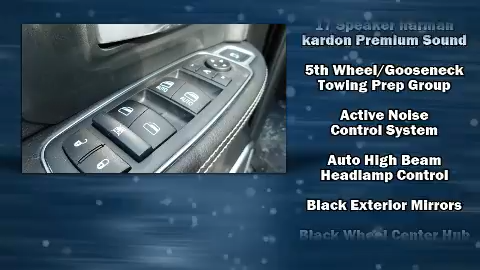 17 Speaker harman
kardon Premium Sound
5th Wheel/Gooseneck
Towing Prep Group
Active Noise
Control System
Auto High Beam
Headlamp Control
Black Exterior Mirrors
Black Wheel Center Hub